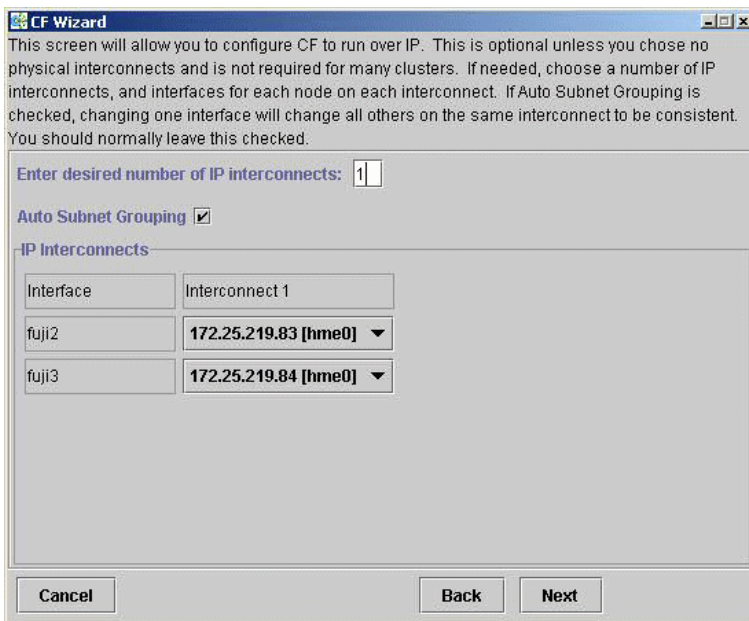 CF Wizard
This screen will allow you to configure CF to run over IP.  This is optional unless you chose no
physical interconnects and is not required for many clusters.  If needed, choose a number of IP
interconnects, and interfaces for each node on each interconnect.  If Auto Subnet Grouping is
checked, changing one interface will change all others on the same interconnect to be consistent.
You should normally leave this checked.
Enter desired number of IP interconnects: 1
Auto Subnet Grouping
IP Interconnects
Interface Interconnect 1
fuji2 172.25.219.83 [hme0]
fuji3 172.25.219.84 [hme0]
Cancel Back Next